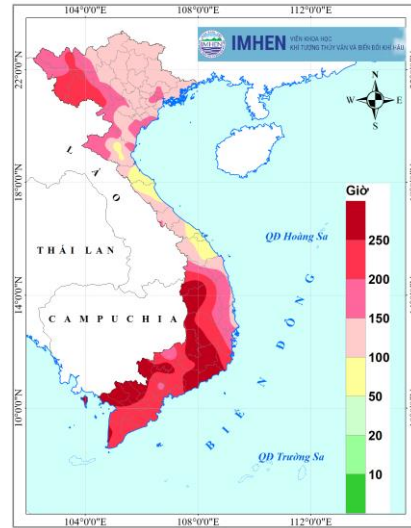 104°0'0"E 108°0'0"E 112°0'0"E
IMHEN VIỆN KHOA HỌC
KHÍ TƯỢNG THỦY VĂN VÀ BIẾN ĐỔI KHÍ HẬU
22°0'0"N
N
W E
S
LÀO
18°0'0"N
Giờ
QĐ Hoàng Sa
THÁI LAN
250
200
14°0'0"N
CAMPUCHIA
150
100
BIỂN ĐÔNG
50
10°0'0"N
20
QĐ Trường Sa
10
104°0'0"E 108°0'0"E 112°0'0"E